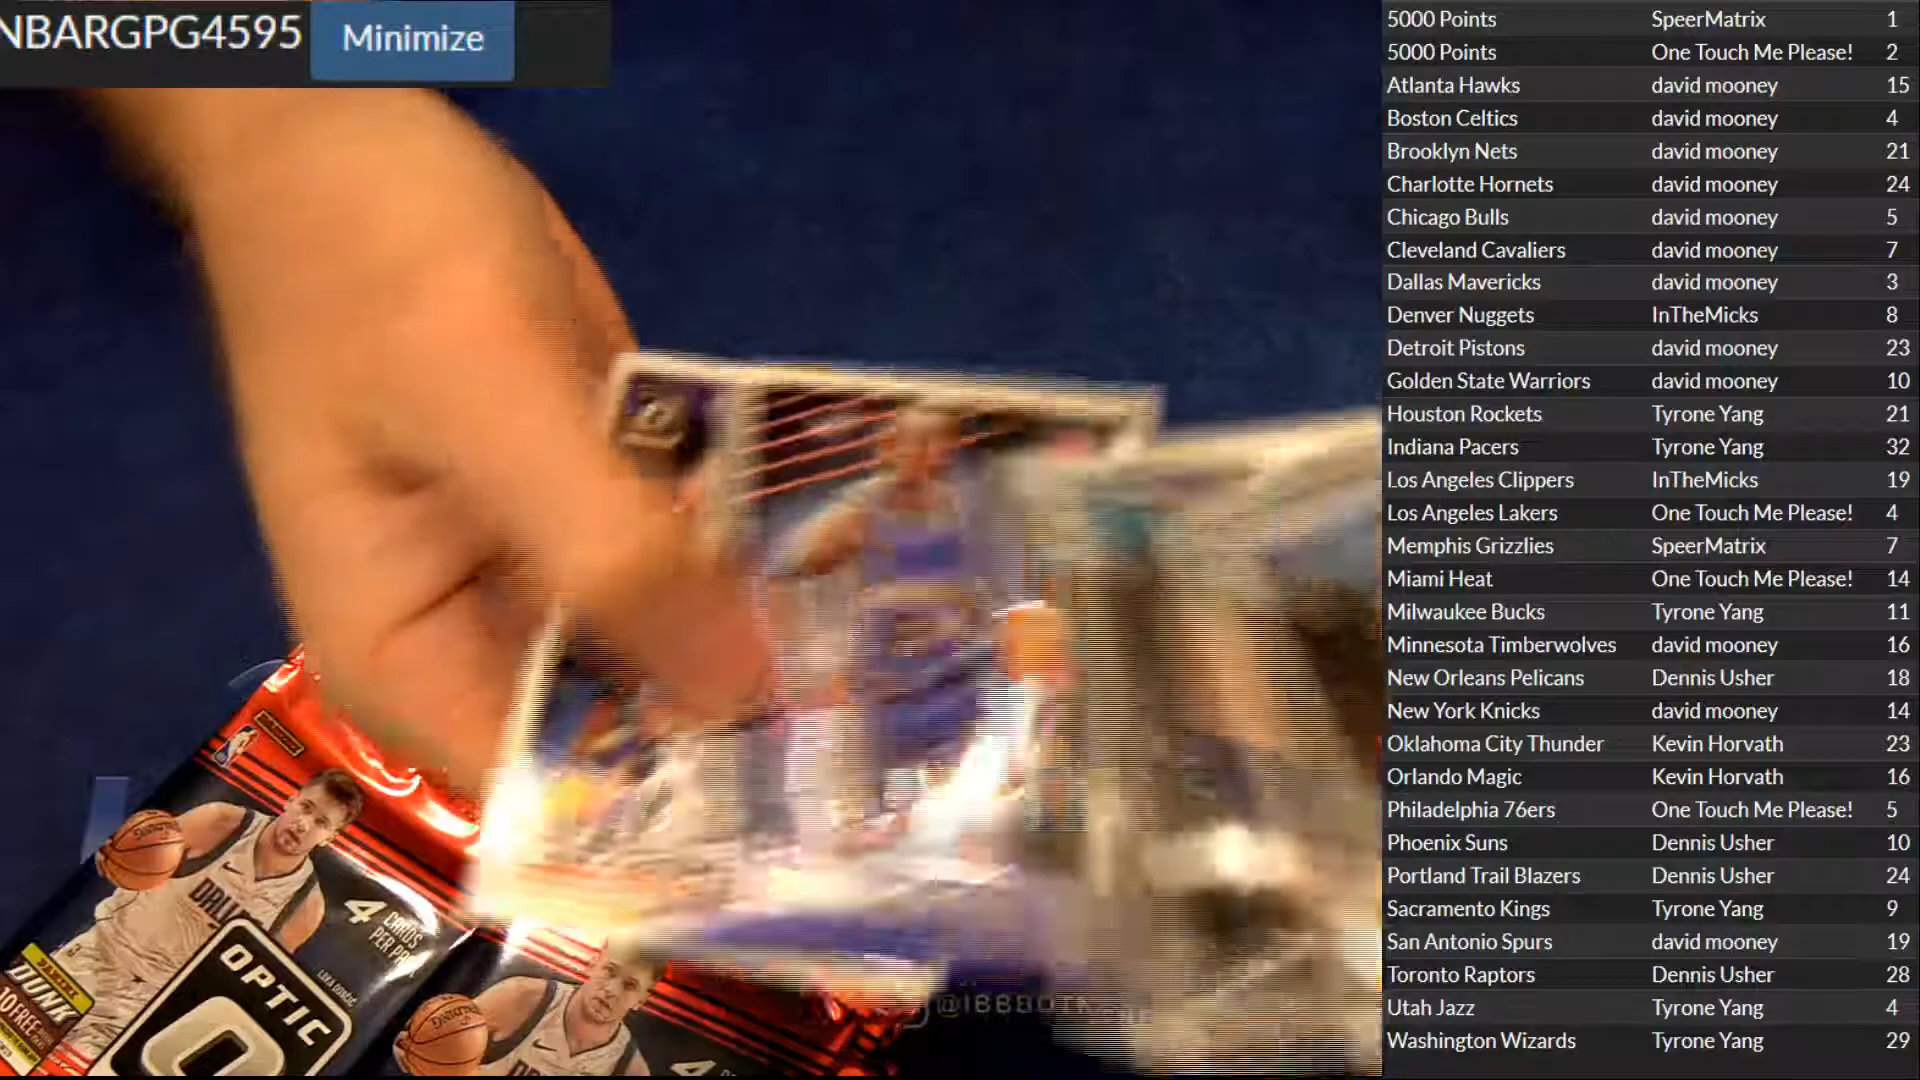 NBARGPG4595 Minimize
5000 Points SpeerMatrix 1
5000 Points One Touch Me Please! 2
Atlanta Hawks david mooney 15
Boston Celtics david mooney 4
Brooklyn Nets david mooney 21
Charlotte Hornets david mooney 24
Chicago Bulls david mooney 5
Cleveland Cavaliers david mooney 7
Dallas Mavericks david mooney 3
Denver Nuggets InTheMicks 8
Detroit Pistons david mooney 23
Golden State Warriors david mooney 10
Houston Rockets Tyrone Yang 21
Indiana Pacers Tyrone Yang 32
Los Angeles Clippers InTheMicks 19
Los Angeles Lakers One Touch Me Please! 4
Memphis Grizzlies SpeerMatrix 7
Miami Heat One Touch Me Please! 14
Milwaukee Bucks Tyrone Yang 11
Minnesota Timberwolves david mooney 16
New Orleans Pelicans Dennis Usher 18
New York Knicks david mooney 14
Oklahoma City Thunder Kevin Horvath 23
Orlando Magic Kevin Horvath 16
Philadelphia 76ers One Touch Me Please! 5
Phoenix Suns Dennis Usher 10
Portland Trail Blazers Dennis Usher 24
Sacramento Kings Tyrone Yang 9
San Antonio Spurs david mooney 19
Toronto Raptors Dennis Usher 28
Utah Jazz Tyrone Yang 4
Washington Wizards Tyrone Yang 29
4 CARDS
PER PACK
OPTIC
DUNK
4